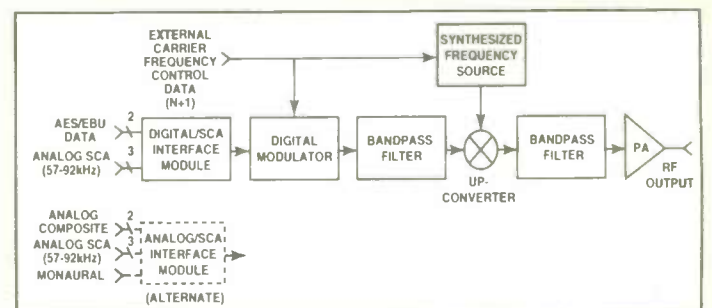 EXTERNAL
CARRIER
FREQUENCY
CONTROL
DATA
(N+1)
SYNTHESIZED
FREQUENCY
SOURCE
AES/EBU
DATA
2
ANALOG SCA
(57-92kHz)
3
DIGITAL/SCA
INTERFACE
MODULE
DIGITAL
MODULATOR
BANDPASS
FILTER
UP-
CONVERTER
BANDPASS
FILTER
PA
RF
OUTPUT
ANALOG
COMPOSITE
2
ANALOG SCA
(57-92kHz)
3
MONAURAL
ANALOG/SCA
INTERFACE
MODULE
(ALTERNATE)